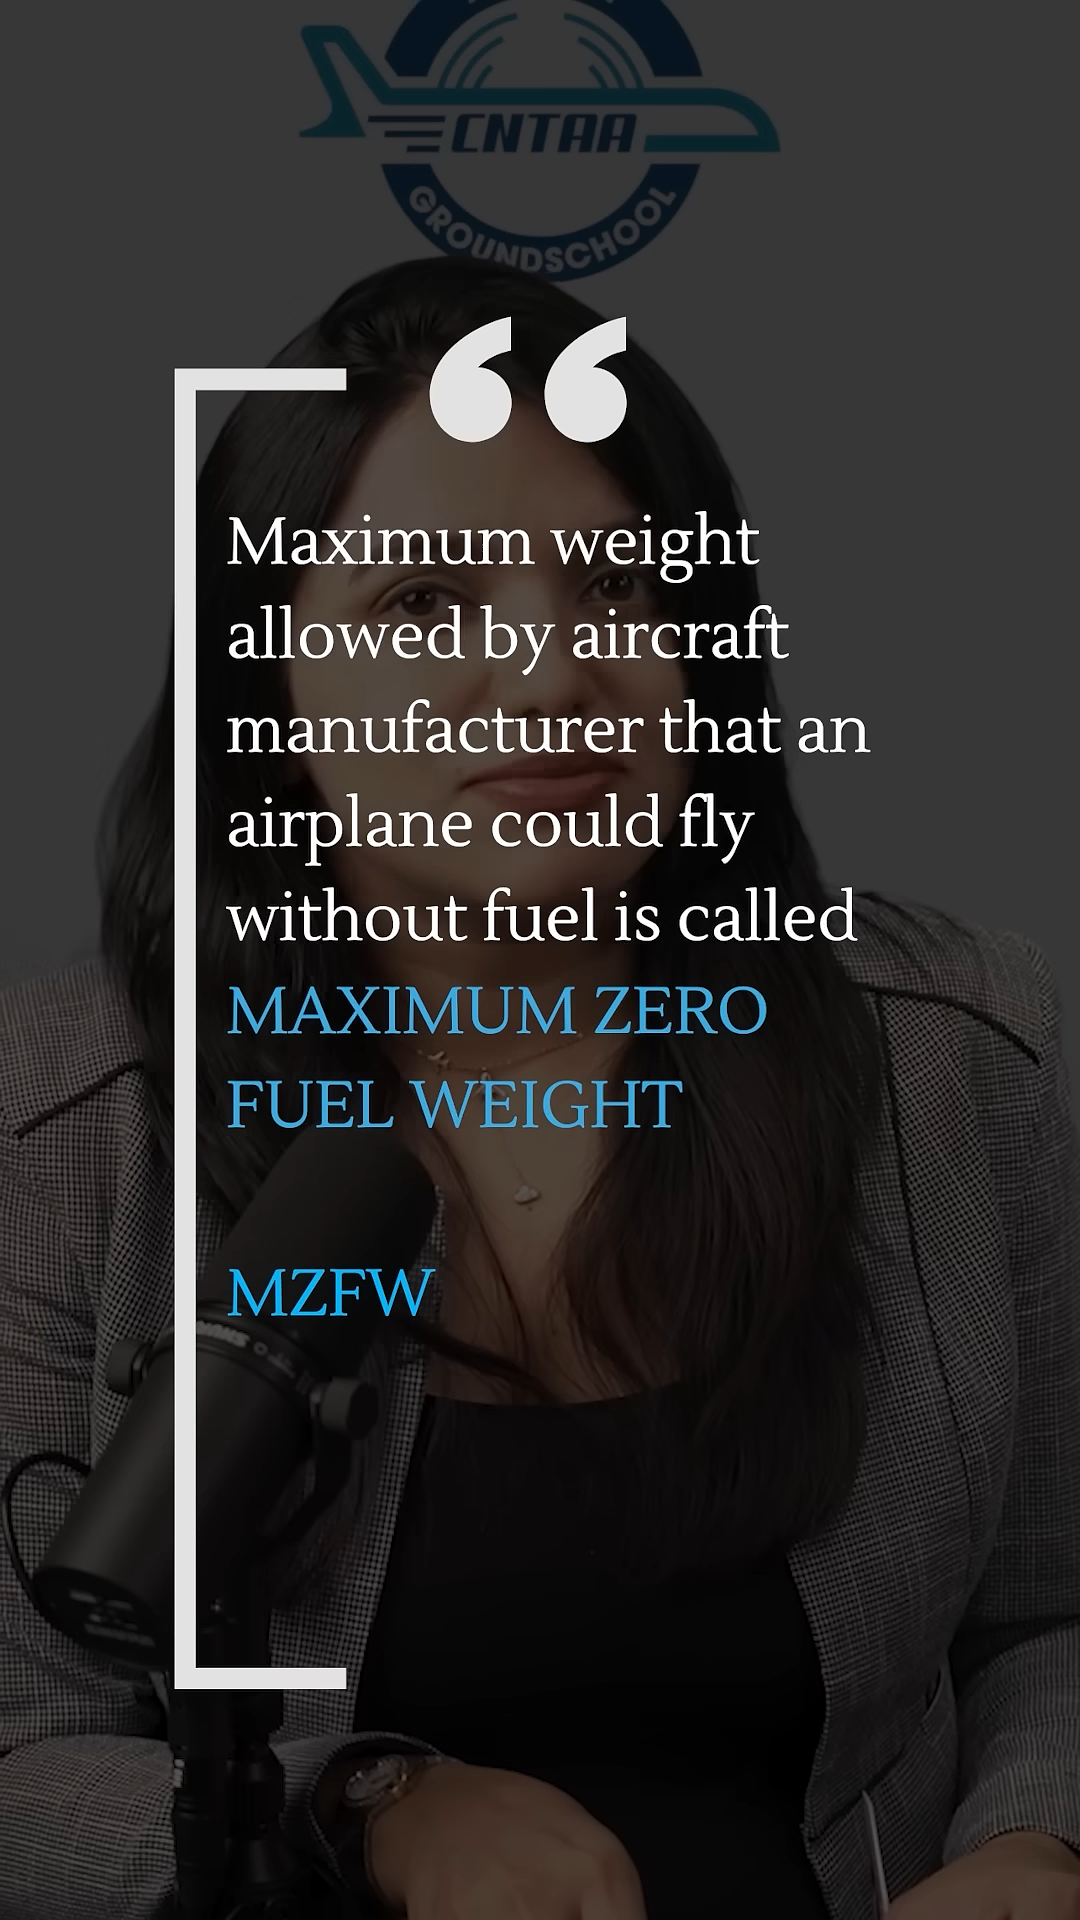 CNTAA
GROUNDSCHOOL
“
Maximum weight
allowed by aircraft
manufacturer that an
airplane could fly
without fuel is called
MAXIMUM ZERO
FUEL WEIGHT
MZFW